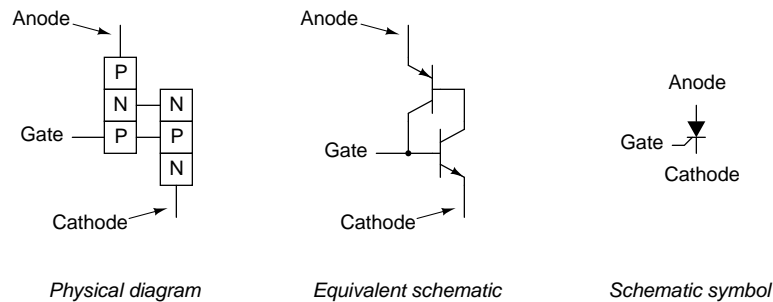 Anode
P
N
N
Gate
P
P
N
Cathode
Physical diagram
Anode
Gate
Cathode
Equivalent schematic
Anode
Gate
Cathode
Schematic symbol